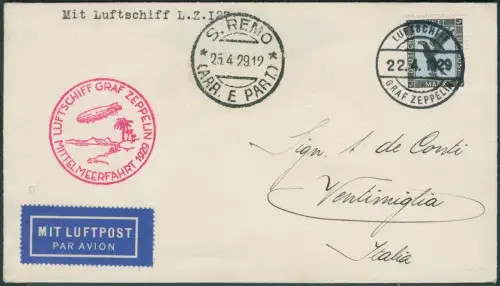 Mit Luftschiff L.Z.127
S. REMO
25.4 29.12
(ARR. E PART.)
LUFTSCHIFF
22.4.1929
GRAF ZEPPELIN
LUFTSCHIFF GRAF ZEPPELIN
MITTELMEERFAHRT 1929
Sign. A. de Conti
Ventimiglia
Italia
MIT LUFTPOST
PAR AVION